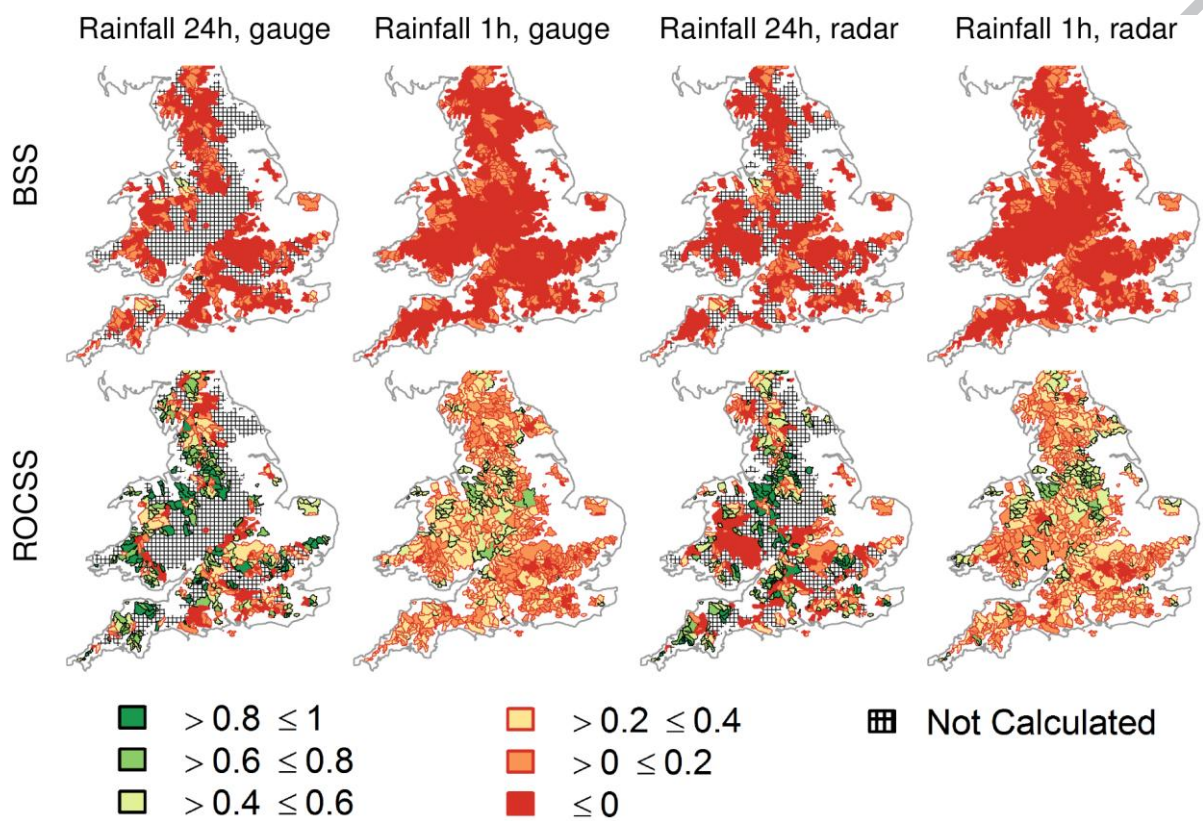 Rainfall 24h, gauge Rainfall 1h, gauge Rainfall 24h, radar Rainfall 1h, radar
BSS
ROCSS
> 0.8 ≤ 1 > 0.2 ≤ 0.4 Not Calculated
> 0.6 ≤ 0.8 > 0 ≤ 0.2
> 0.4 ≤ 0.6 ≤ 0